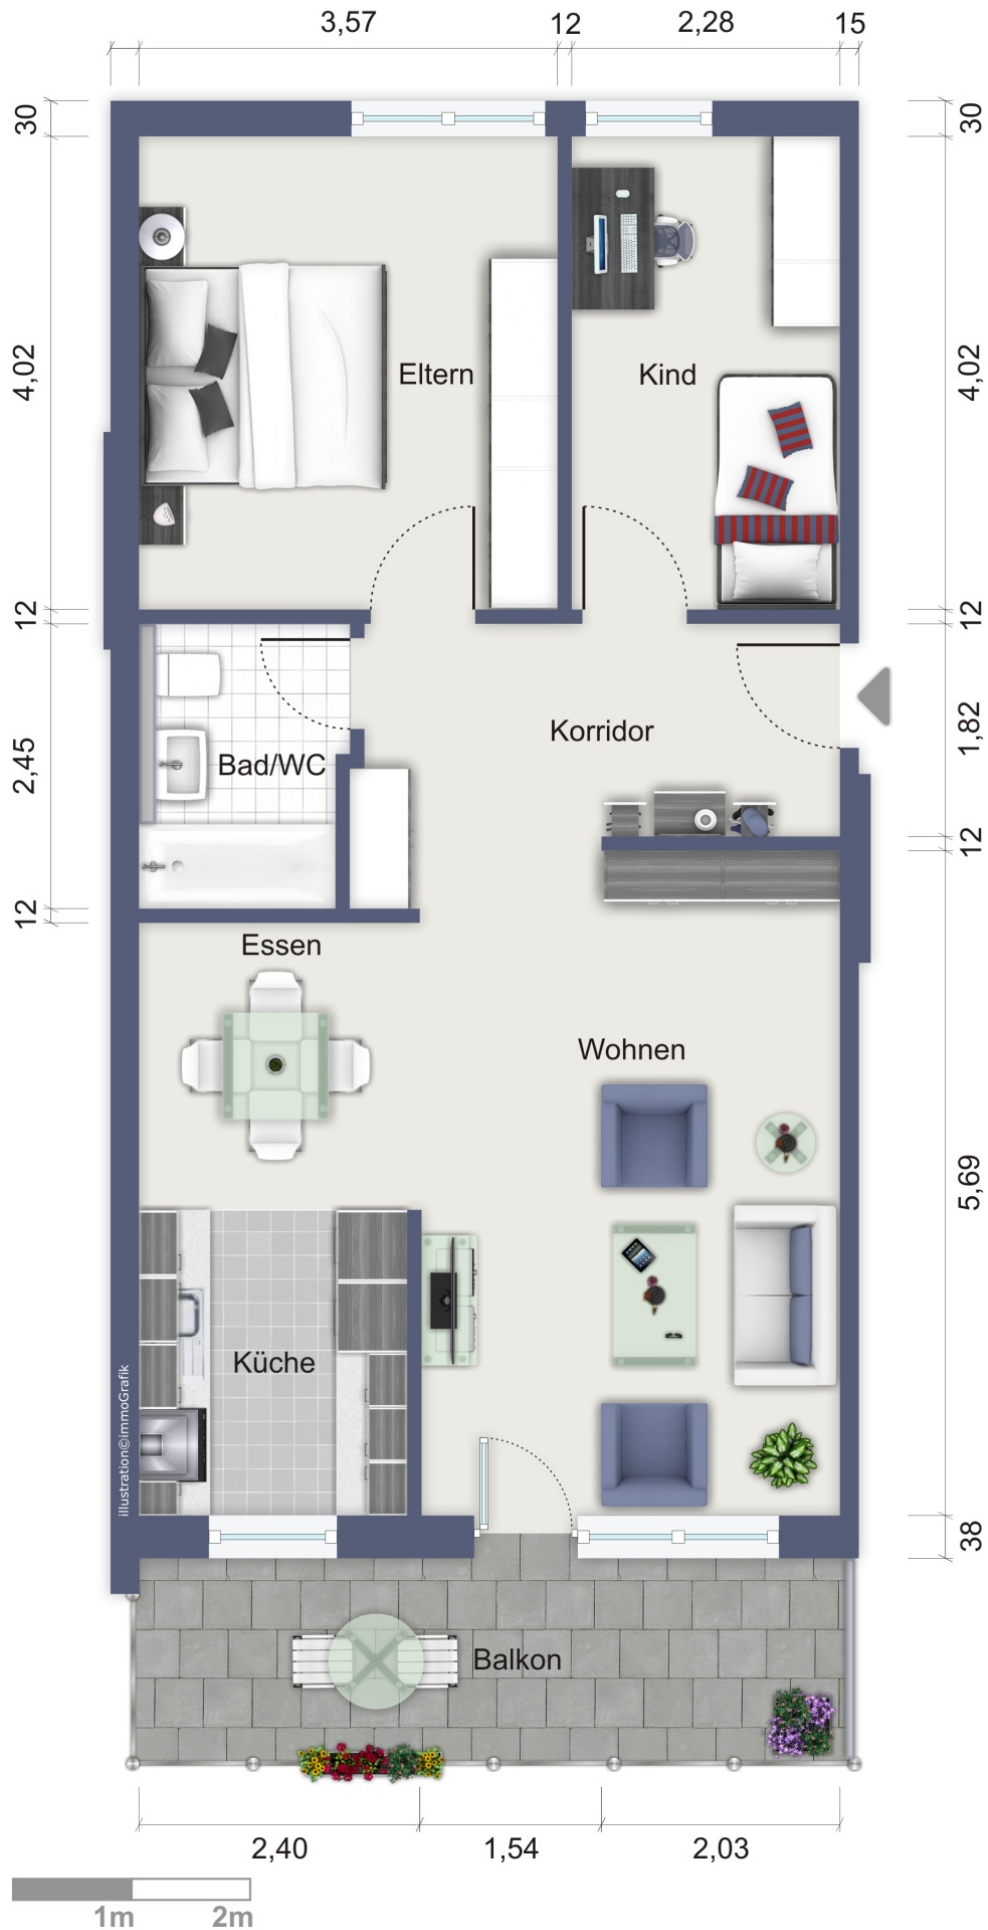 3,57 12 2,28 15
30 30
4,02 4,02
Eltern Kind
12 12
Korridor 1,82
2,45 Bad/WC
12
12
Essen
Wohnen
5,69
Küche
illustration©immoGrafik
38
Balkon
2,40 1,54 2,03
1m 2m